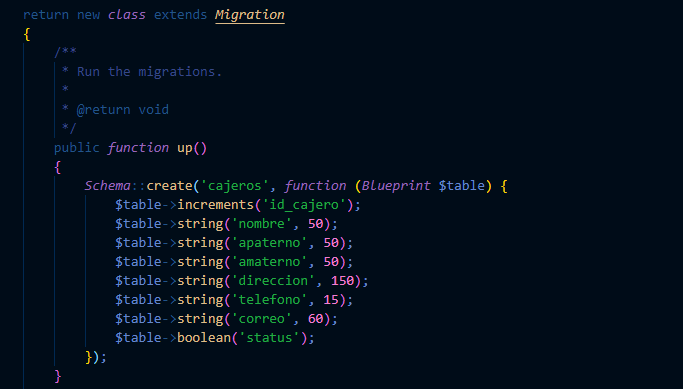 return new class extends Migration
{
/**
* Run the migrations.
*
* @return void
*/
public function up()
{
Schema::create('cajeros', function (Blueprint $table) {
$table->increments('id_cajero');
$table->string('nombre', 50);
$table->string('apaterno', 50);
$table->string('amaterno', 50);
$table->string('direccion', 150);
$table->string('telefono', 15);
$table->string('correo', 60);
$table->boolean('status');
});
}